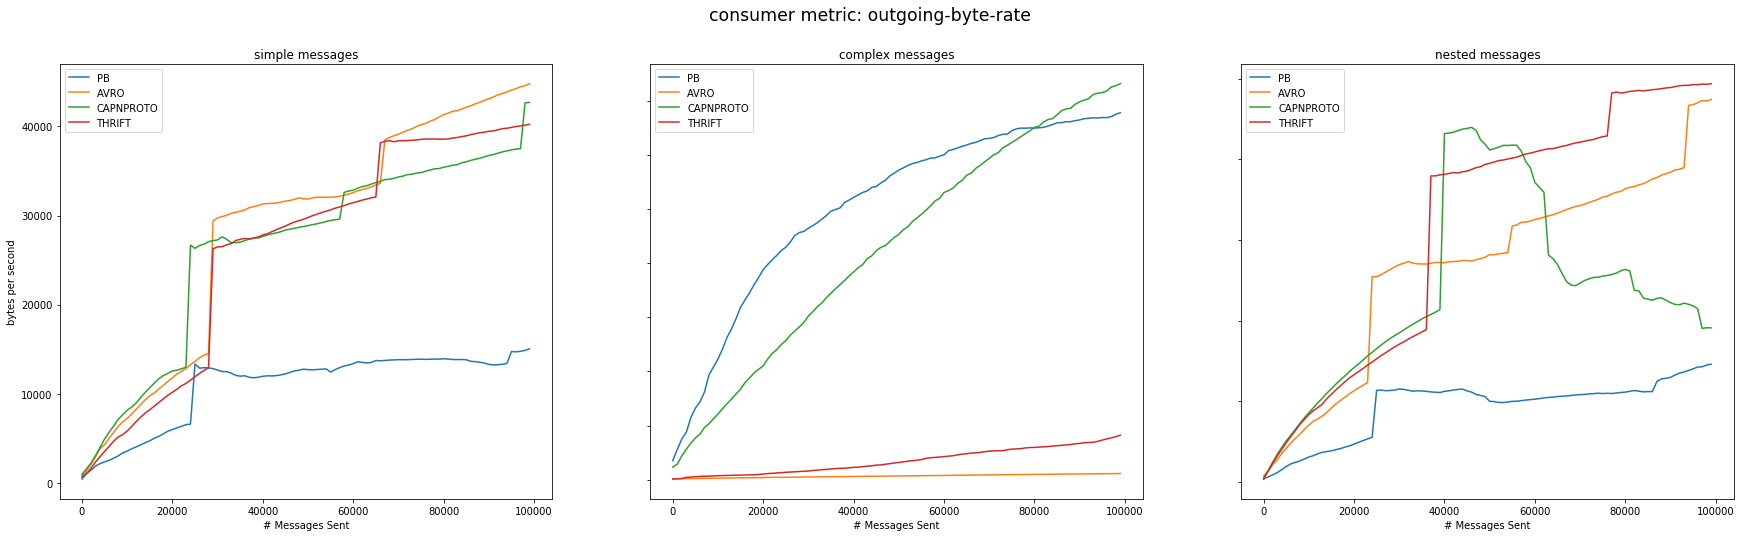 consumer metric: outgoing-byte-rate
simple messages
PB
AVRO
CAPNPROTO
THRIFT
40000
30000
20000
10000
0
bytes per second
0 20000 40000 60000 80000 100000
# Messages Sent
complex messages
PB
AVRO
CAPNPROTO
THRIFT
0 20000 40000 60000 80000 100000
# Messages Sent
nested messages
PB
AVRO
CAPNPROTO
THRIFT
0 20000 40000 60000 80000 100000
# Messages Sent